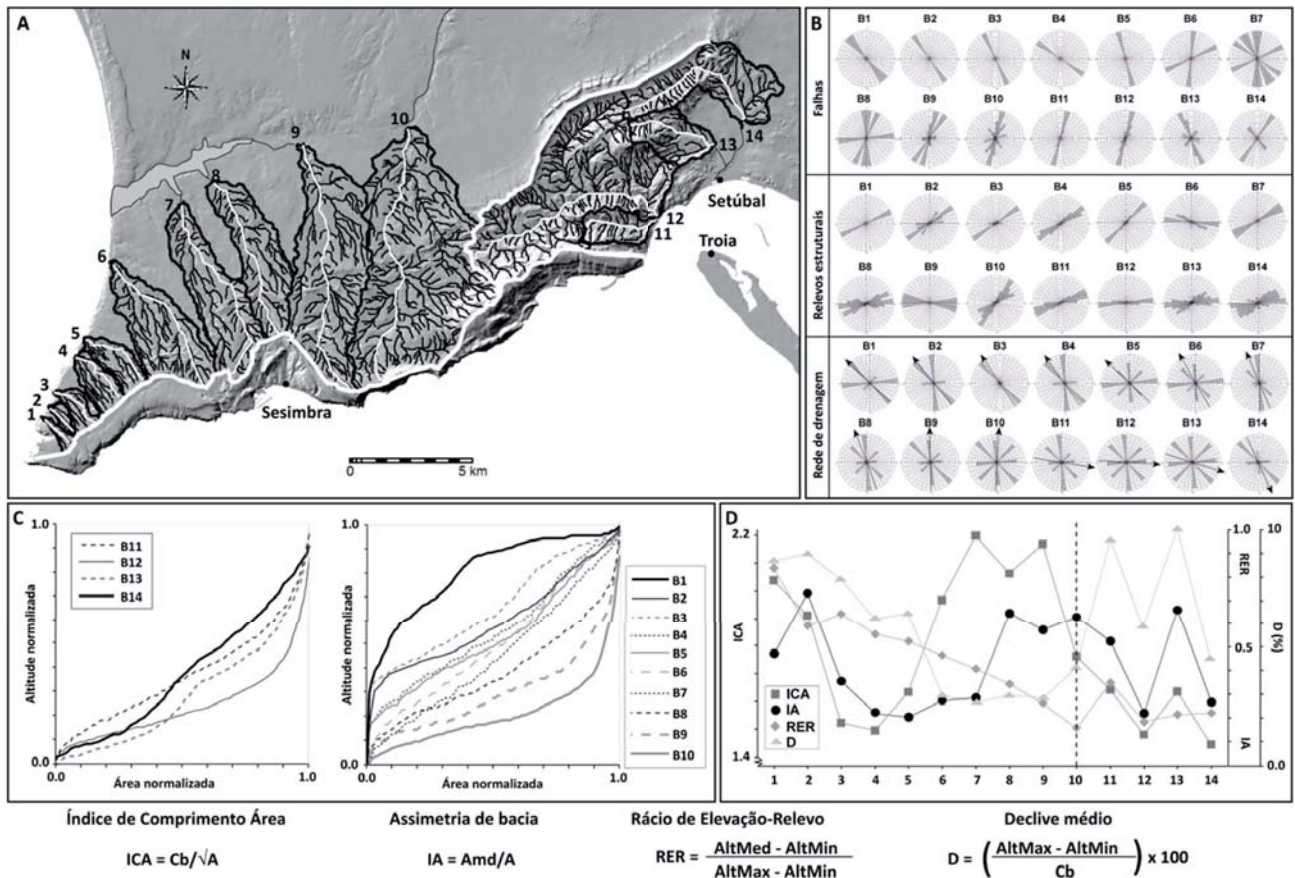 A
N
1
2
3
4
5
6
7
8
9
10
14
13
12
11
Setúbal
Troia
Sesimbra
0 5 km
B
Falhas
B1 B2 B3 B4 B5 B6 B7
B8 B9 B10 B11 B12 B13 B14
Relevos estruturais
B1 B2 B3 B4 B5 B6 B7
B8 B9 B10 B11 B12 B13 B14
Rede de drenagem
B1 B2 B3 B4 B5 B6 B7
B8 B9 B10 B11 B12 B13 B14
C
1.0
Altitude normalizada
0.0
B11
B12
B13
B14
0.0 1.0
Área normalizada
1.0
Altitude normalizada
0.0
0.0 1.0
Área normalizada
B1
B2
B3
B4
B5
B6
B7
B8
B9
B10
D
2.2
ICA
1.4
ICA
IA
RER
D
1 2 3 4 5 6 7 8 9 10 11 12 13 14
1.0
RER
0.5
IA
0.0
10
D (%)
Índice de Comprimento Área
ICA = Cb/√A
Assimetria de bacia
IA = Amd/A
Rácio de Elevação-Relevo
RER = AltMed - AltMin
AltMax - AltMin
Declive médio
D = ( AltMax - AltMin
Cb ) x 100